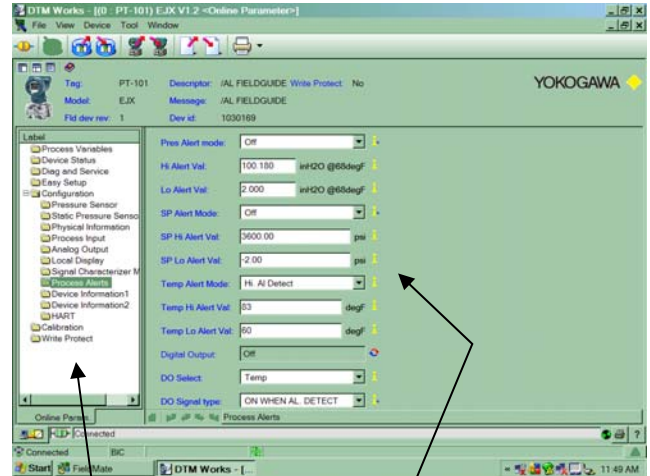 DTM Works - [(0 : PT-101) EJX V1.2 <Online Parameter>]
File View Device Tool Window
Tag: PT-101 Descriptor: /AL FIELDGUIDE Write Protect: No
Model: EJX Message: /AL FIELDGUIDE
Fld dev rev: 1 Dev id: 1030169
YOKOGAWA
Label
Process Variables
Device Status
Diag and Service
Easy Setup
Configuration
Pressure Sensor
Static Pressure Senso
Physical Information
Process Input
Analog Output
Local Display
Signal Characterizer M
Process Alerts
Device Information1
Device Information2
HART
Calibration
Write Protect
Pres Alert mode: Off
Hi Alert Val: 100.180 inH2O @68degF
Lo Alert Val: 2.000 inH2O @68degF
SP Alert Mode: Off
SP Hi Alert Val: 3600.00 psi
SP Lo Alert Val: -2.00 psi
Temp Alert Mode: Hi. Al Detect
Temp Hi Alert Val: 83 degF
Temp Lo Alert Val: 60 degF
Digital Output: Off
DO Select: Temp
DO Signal type: ON WHEN AL. DETECT
Online Param. Process Alerts
Connected
Connected BIC
Start FieldMate DTM Works - [... 11:49 AM